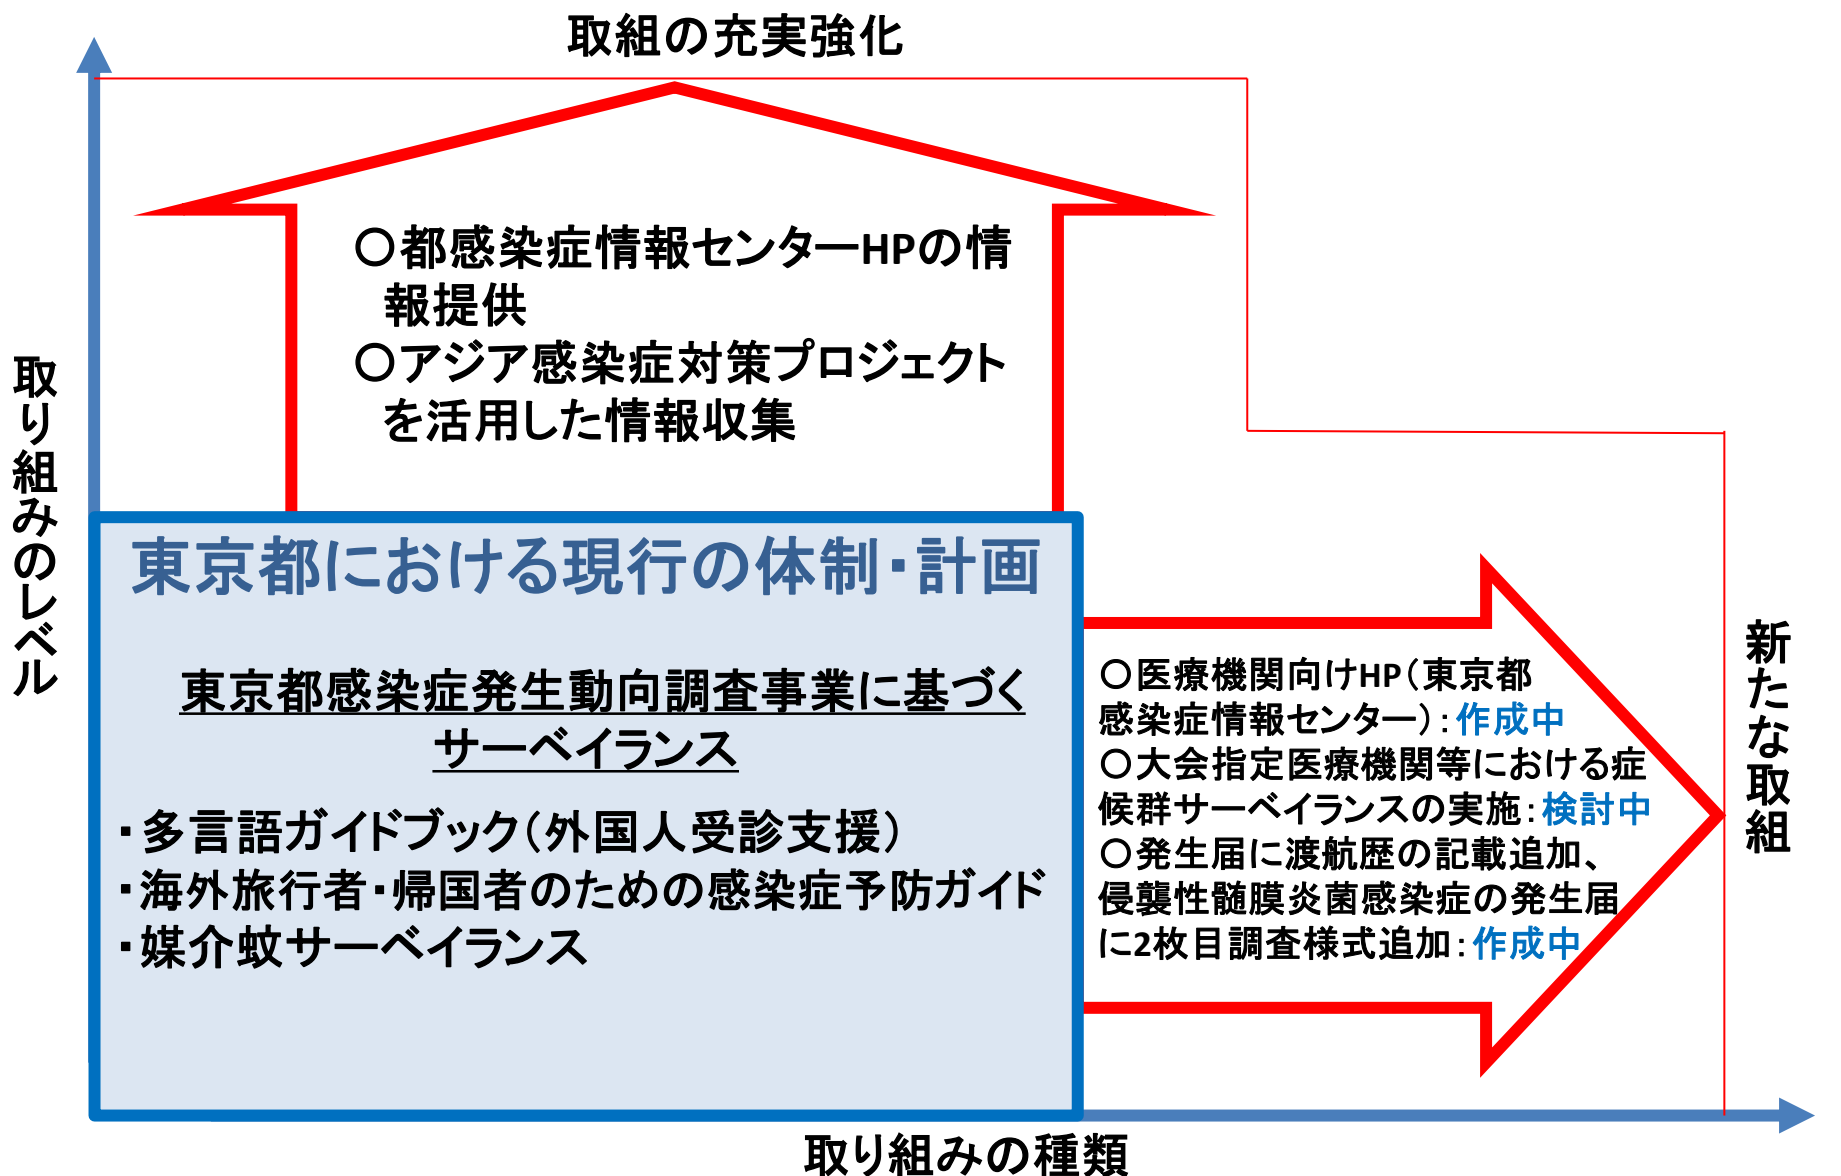 取組の充実強化
取り組みのレベル
〇都感染症情報センターHPの情
報提供
〇アジア感染症対策プロジェクト
を活用した情報収集
東京都における現行の体制・計画
東京都感染症発生動向調査事業に基づく
サーベイランス
・多言語ガイドブック（外国人受診支援）
・海外旅行者・帰国者のための感染症予防ガイド
・媒介蚊サーベイランス
〇医療機関向けHP（東京都
感染症情報センター）：作成中
〇大会指定医療機関等における症
候群サーベイランスの実施：検討中
〇発生届に渡航歴の記載追加、
侵襲性髄膜炎菌感染症の発生届
に2枚目調査様式追加：作成中
新たな取組
取り組みの種類